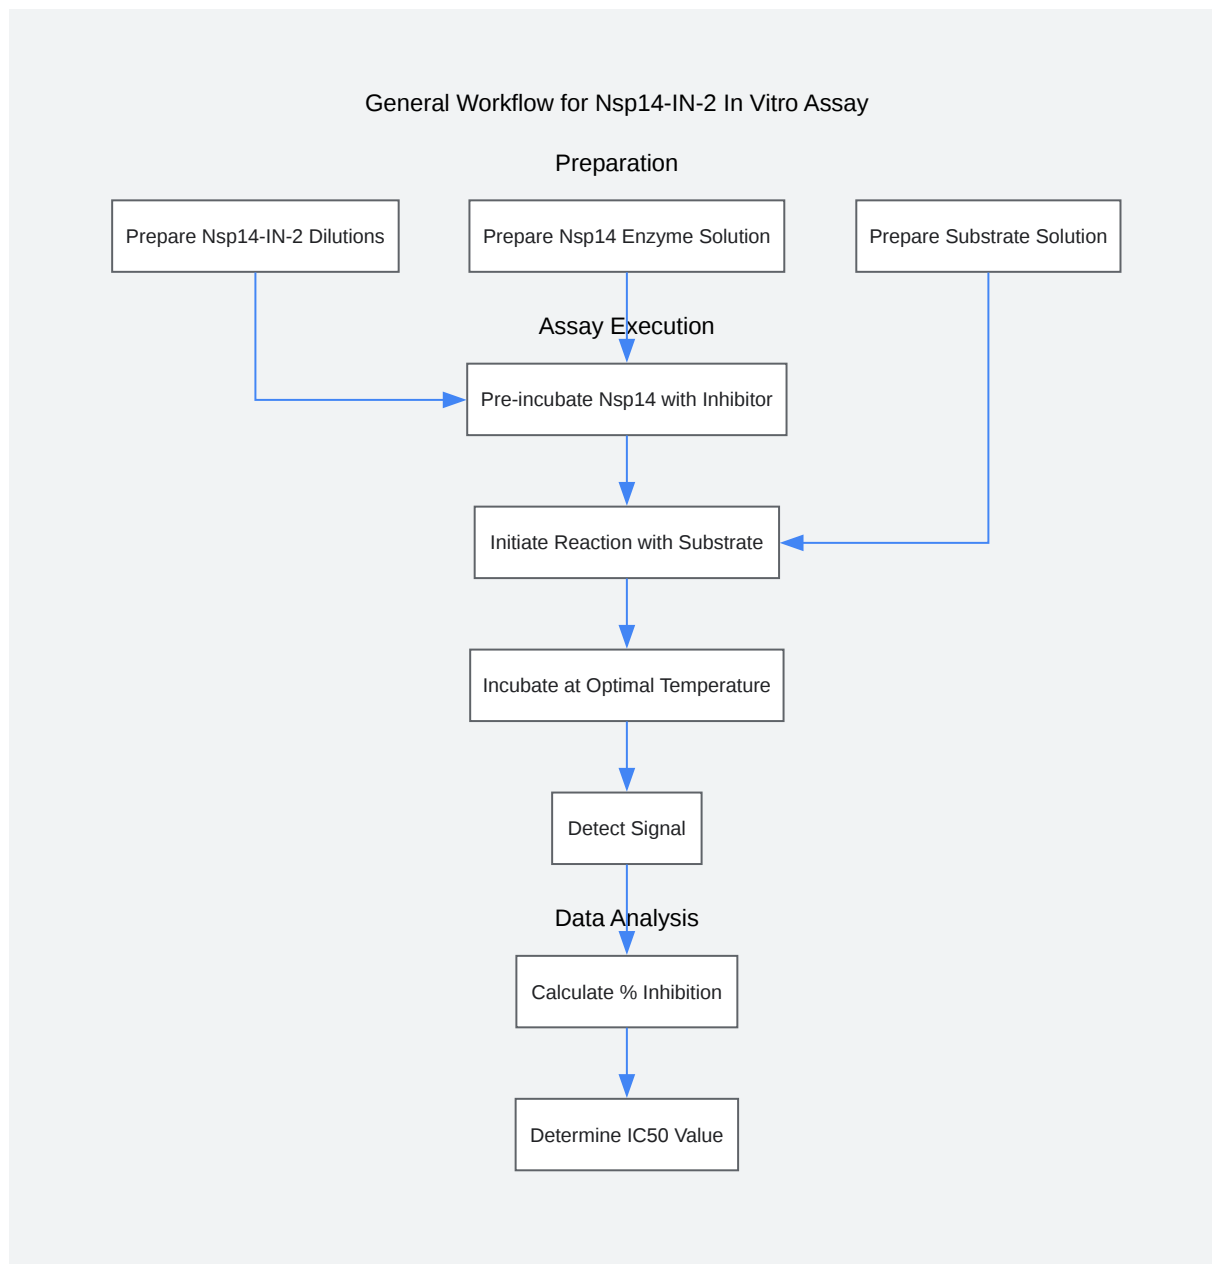 General Workflow for Nsp14-IN-2 In Vitro Assay
Preparation
Prepare Nsp14-IN-2 Dilutions
Prepare Nsp14 Enzyme Solution
Prepare Substrate Solution
Assay Execution
Pre-incubate Nsp14 with Inhibitor
Initiate Reaction with Substrate
Incubate at Optimal Temperature
Detect Signal
Data Analysis
Calculate % Inhibition
Determine IC50 Value